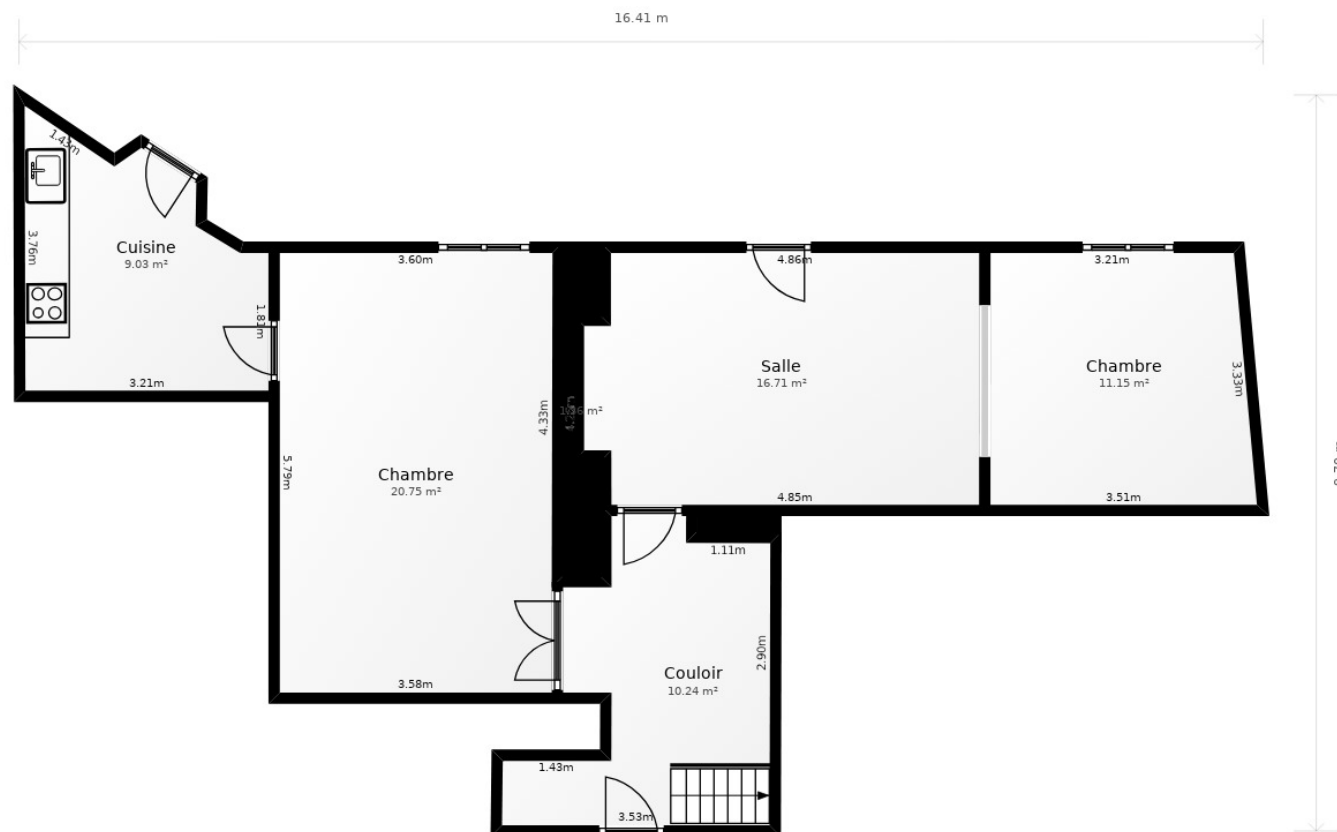 16.41 m
1.43m
3.76m
Cuisine
9.03 m²
1.81m
3.21m
3.60m
5.79m
Chambre
20.75 m²
4.33m
3.58m
4.86m
Salle
16.71 m²
4.85m
3.21m
Chambre
11.15 m²
3.33m
3.51m
1.11m
2.90m
Couloir
10.24 m²
1.43m
3.53m